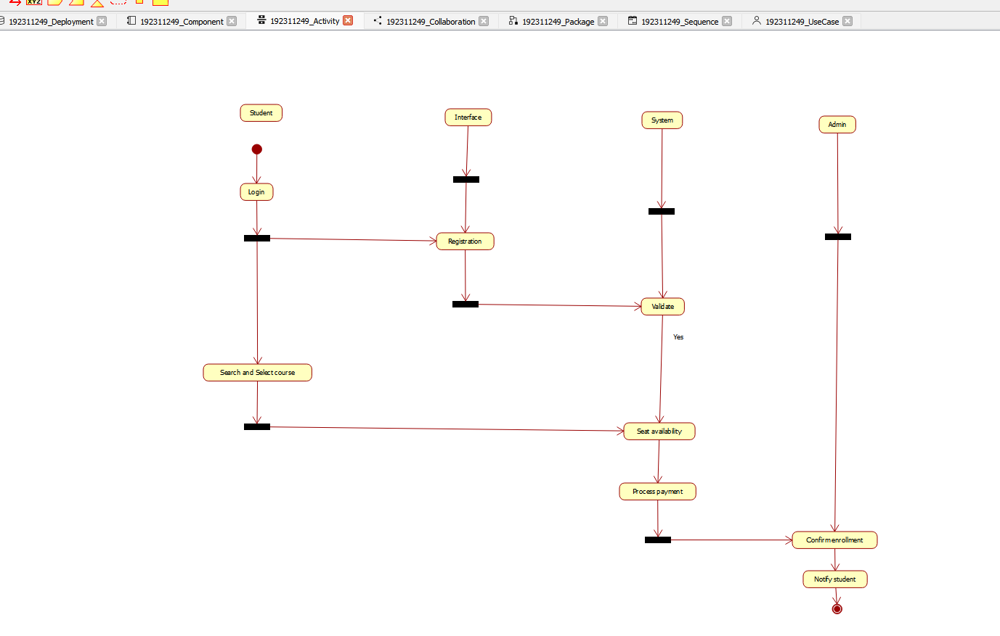 XYZ
192311249_Deployment
192311249_Component
192311249_Activity
192311249_Collaboration
192311249_Package
192311249_Sequence
192311249_UseCase
Student
Interface
System
Admin
Login
Registration
Validate
Yes
Search and Select course
Seat availability
Process payment
Confirm enrollment
Notify student